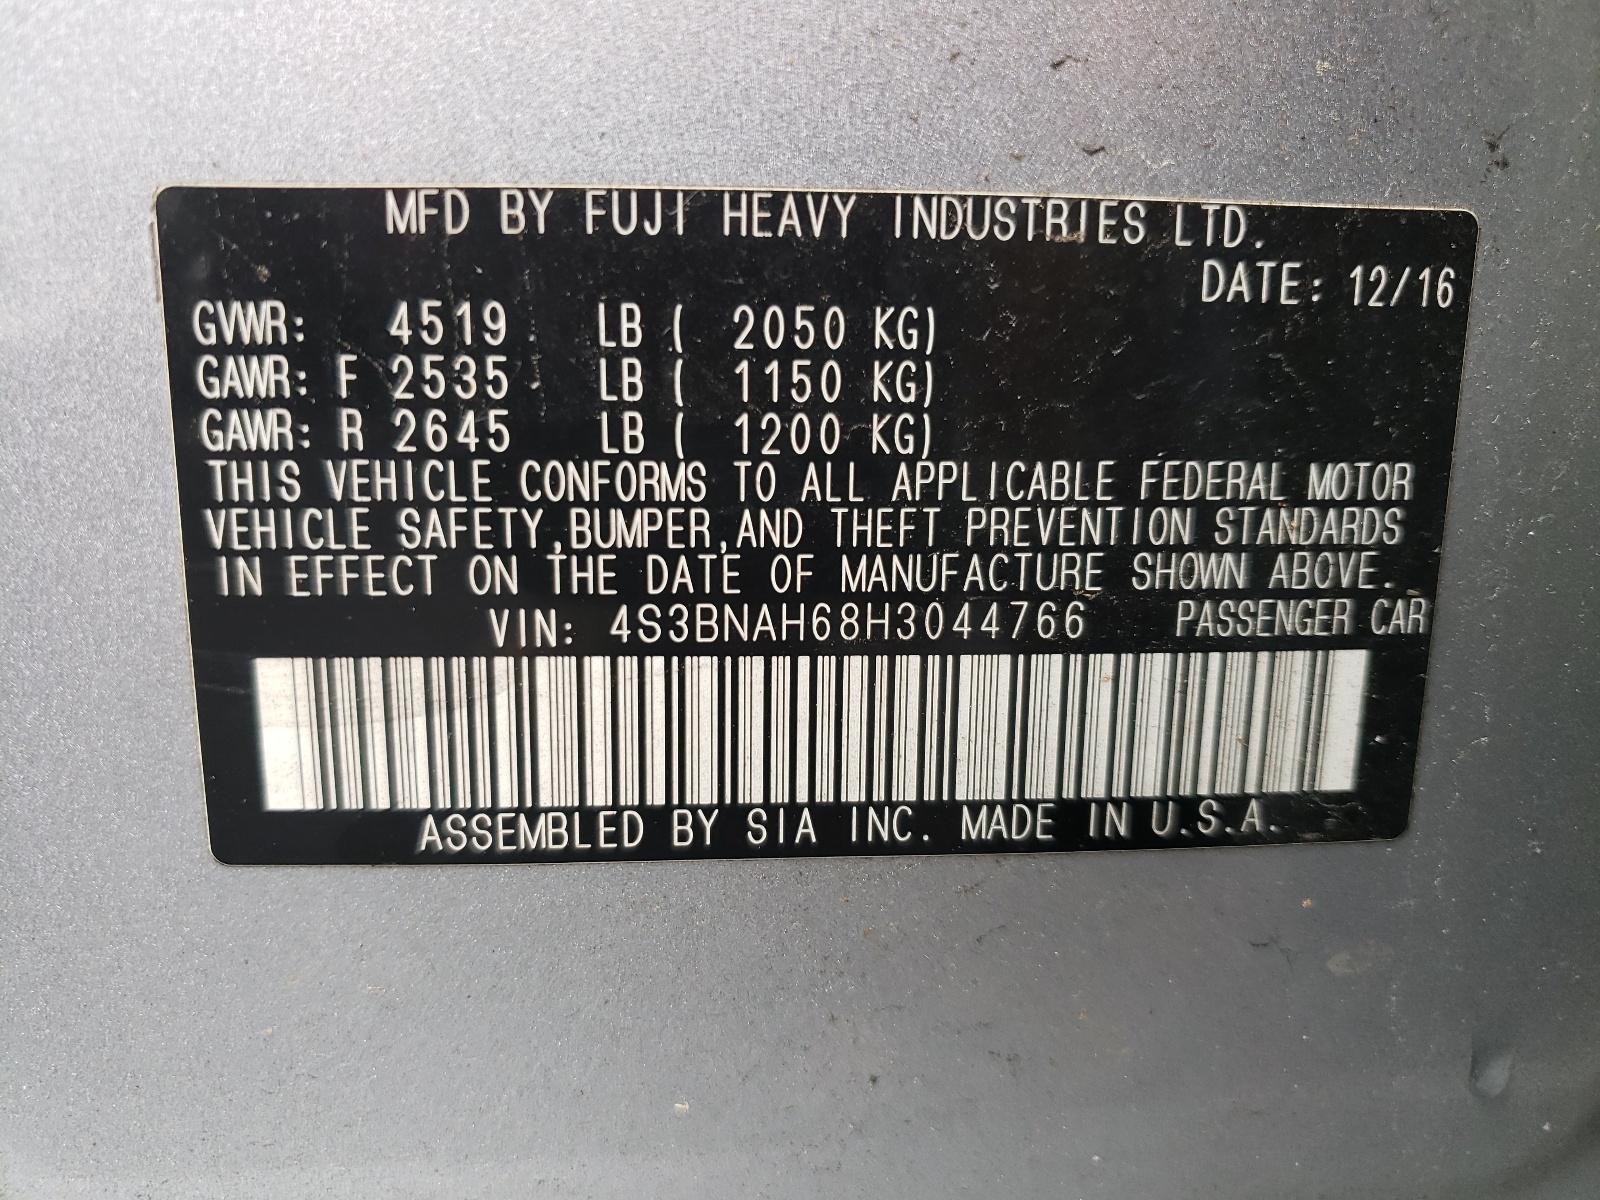 MFD BY FUJI HEAVY INDUSTRIES LTD.
DATE: 12/16
GVWR: 4519 LB ( 2050 KG)
GAWR: F 2535 LB ( 1150 KG)
GAWR: R 2645 LB ( 1200 KG)
THIS VEHICLE CONFORMS TO ALL APPLICABLE FEDERAL MOTOR
VEHICLE SAFETY,BUMPER,AND THEFT PREVENTION STANDARDS
IN EFFECT ON THE DATE OF MANUFACTURE SHOWN ABOVE.
VIN: 4S3BNAH68H3044766 PASSENGER CAR
ASSEMBLED BY SIA INC. MADE IN U.S.A.